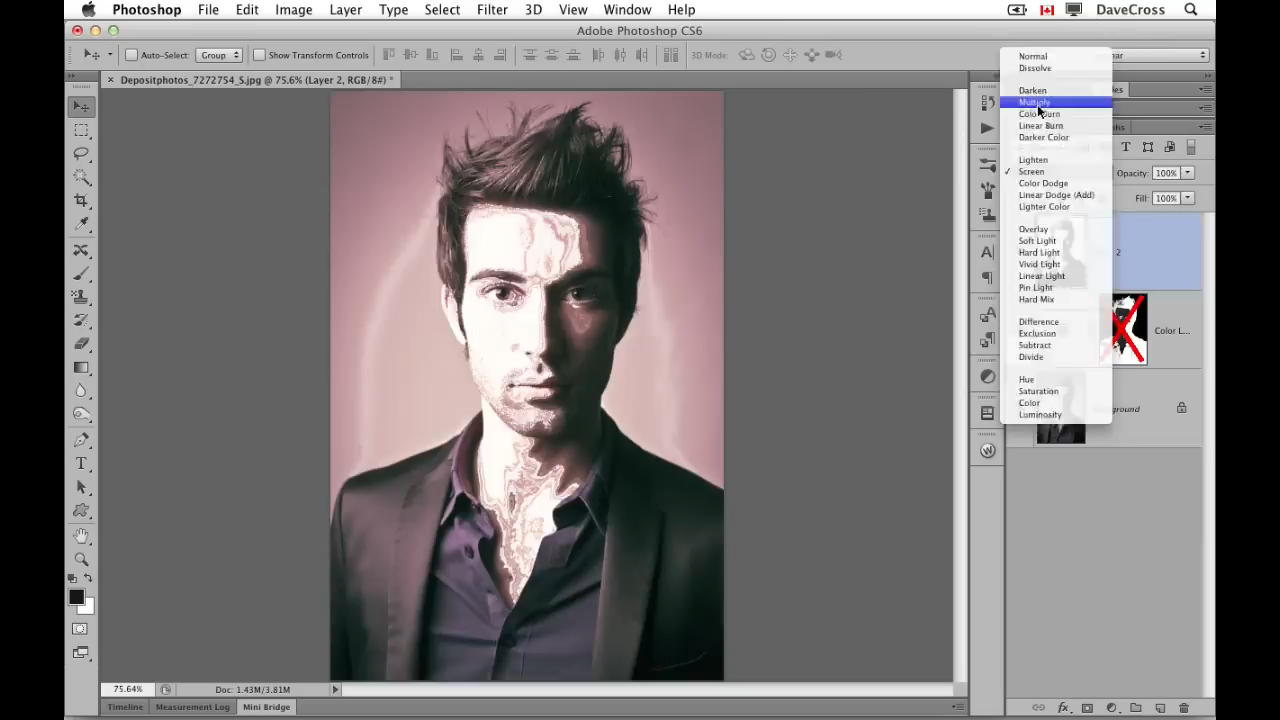 Photoshop File Edit Image Layer Type Select Filter 3D View Window Help DaveCross
Adobe Photoshop CS6
Auto-Select: Group Show Transform Controls 3D Mode:
× Depositphotos_7272754_S.jpg @ 75.6% (Layer 2, RGB/8#) *
Normal
Dissolve
Darken
Multiply
Color Burn
Linear Burn
Darker Color
Lighten
✓ Screen
Color Dodge
Linear Dodge (Add)
Lighter Color
Overlay
Soft Light
Hard Light
Vivid Light
Linear Light
Pin Light
Hard Mix
Difference
Exclusion
Subtract
Divide
Hue
Saturation
Color
Luminosity
Opacity: 100%
Fill: 100%
2
Color L...
75.64% Doc: 1.43M/3.81M
Timeline Measurement Log Mini Bridge